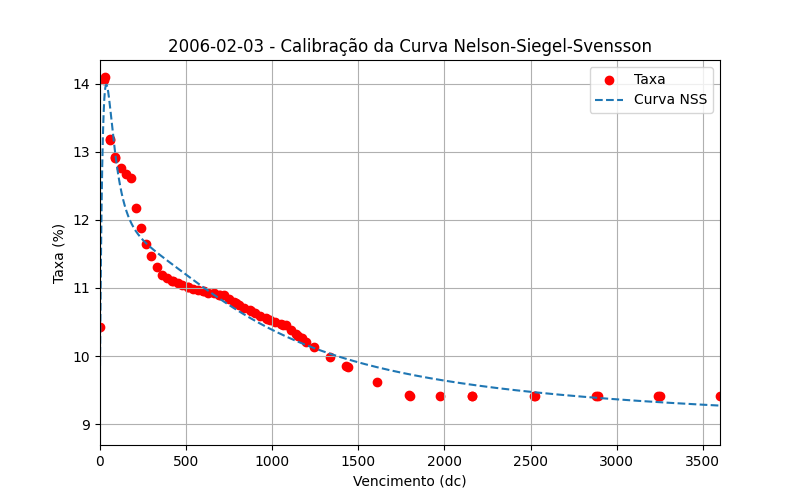 2006-02-03 - Calibração da Curva Nelson-Siegel-Svensson
Taxa
Curva NSS
14
13
12
11
10
9
Taxa (%)
0 500 1000 1500 2000 2500 3000 3500
Vencimento (dc)